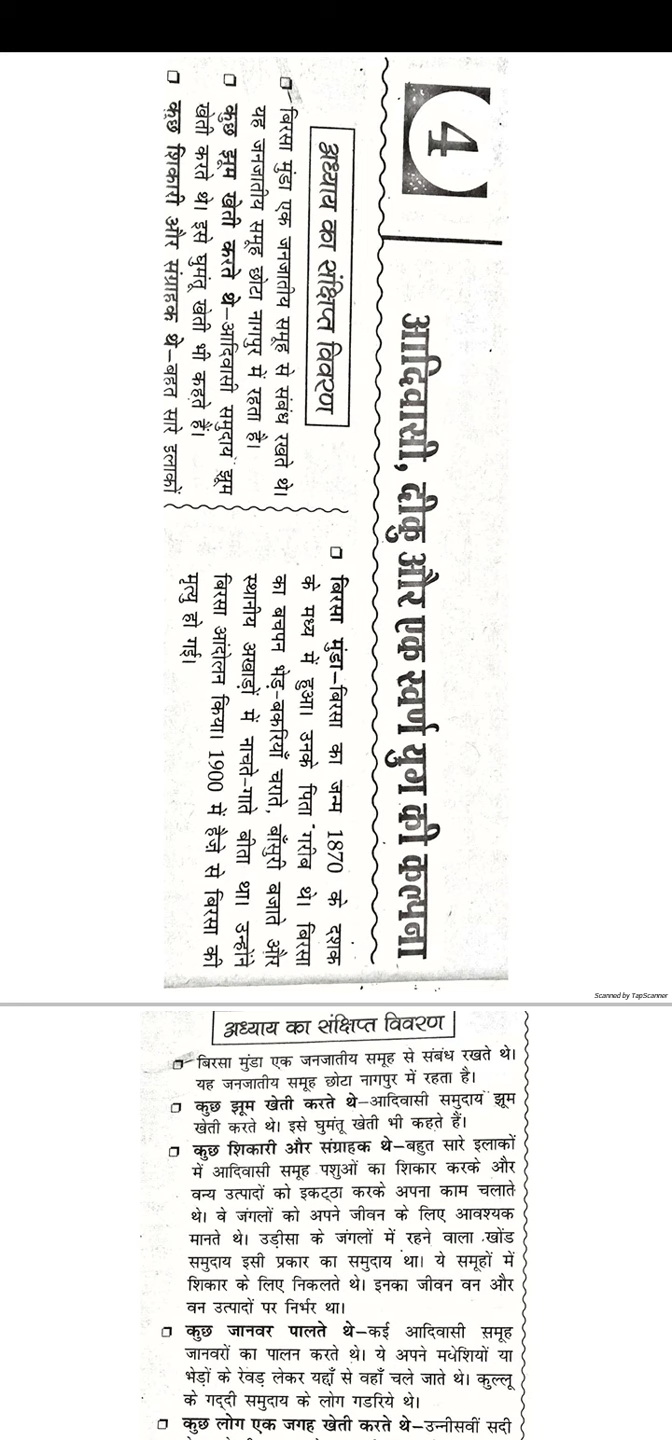 4
आदिवासी, दीकु और एक स्वर्ण युग की कल्पना
अध्याय का संक्षिप्त विवरण
बिरसा मुंडा एक जनजातीय समूह से संबंध रखते थे।
यह जनजातीय समूह छोटा नागपुर में रहता है।
कुछ झूम खेती करते थे–आदिवासी समुदाय झूम
खेती करते थे। इसे घुमंतू खेती भी कहते हैं।
कुछ शिकारी और संग्राहक थे–बहुत सारे इलाकों
बिरसा मुंडा–बिरसा का जन्म 1870 के दशक
के मध्य में हुआ। उनके पिता गरीब थे। बिरसा
का बचपन भेड़-बकरियाँ चराते, बाँसुरी बजाते और
स्थानीय अखाड़ों में नाचते-गाते बीता था। उन्होंने
बिरसा आंदोलन किया। 1900 में हैजे से बिरसा की
मृत्यु हो गई।
Scanned by TapScanner
अध्याय का संक्षिप्त विवरण
बिरसा मुंडा एक जनजातीय समूह से संबंध रखते थे।
यह जनजातीय समूह छोटा नागपुर में रहता है।
कुछ झूम खेती करते थे–आदिवासी समुदाय झूम
खेती करते थे। इसे घुमंतू खेती भी कहते हैं।
कुछ शिकारी और संग्राहक थे–बहुत सारे इलाकों
में आदिवासी समूह पशुओं का शिकार करके और
वन्य उत्पादों को इकट्ठा करके अपना काम चलाते
थे। वे जंगलों को अपने जीवन के लिए आवश्यक
मानते थे। उड़ीसा के जंगलों में रहने वाला खोंड
समुदाय इसी प्रकार का समुदाय था। ये समूहों में
शिकार के लिए निकलते थे। इनका जीवन वन और
वन उत्पादों पर निर्भर था।
कुछ जानवर पालते थे–कई आदिवासी समूह
जानवरों का पालन करते थे। ये अपने मवेशियों या
भेड़ों के रेवड़ लेकर यहाँ से वहाँ चले जाते थे। कुल्लू
के गद्दी समुदाय के लोग गडरिये थे।
कुछ लोग एक जगह खेती करते थे–उन्नीसवीं सदी